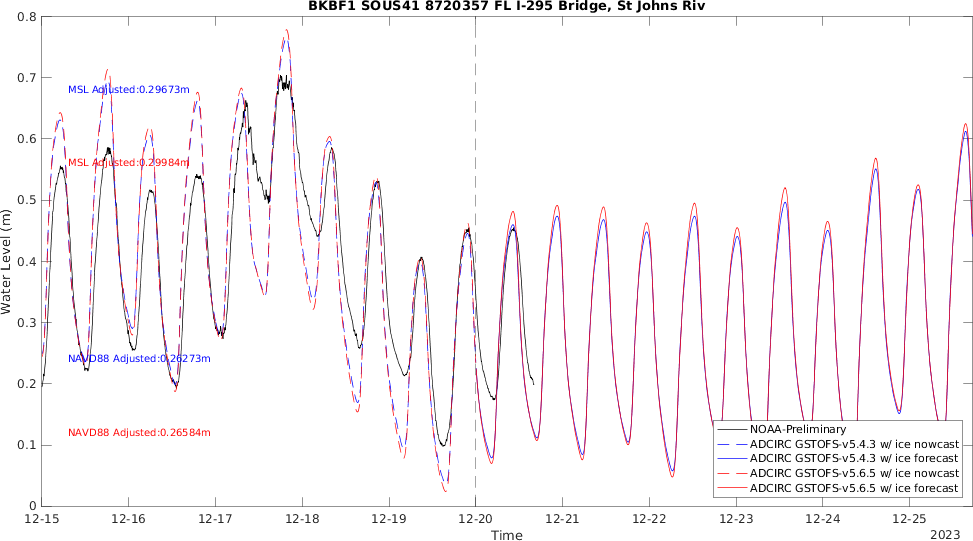 BKBF1 SOUS41 8720357 FL I-295 Bridge, St Johns Riv
0.8
0.7
0.6
0.5
0.4
0.3
0.2
0.1
0
Water Level (m)
MSL Adjusted:0.29673m
MSL Adjusted:0.29984m
NAVD88 Adjusted:0.26273m
NAVD88 Adjusted:0.26584m
NOAA-Preliminary
ADCIRC GSTOFS-v5.4.3 w/ ice nowcast
ADCIRC GSTOFS-v5.4.3 w/ ice forecast
ADCIRC GSTOFS-v5.6.5 w/ ice nowcast
ADCIRC GSTOFS-v5.6.5 w/ ice forecast
12-15 12-16 12-17 12-18 12-19 12-20 12-21 12-22 12-23 12-24 12-25
Time
2023